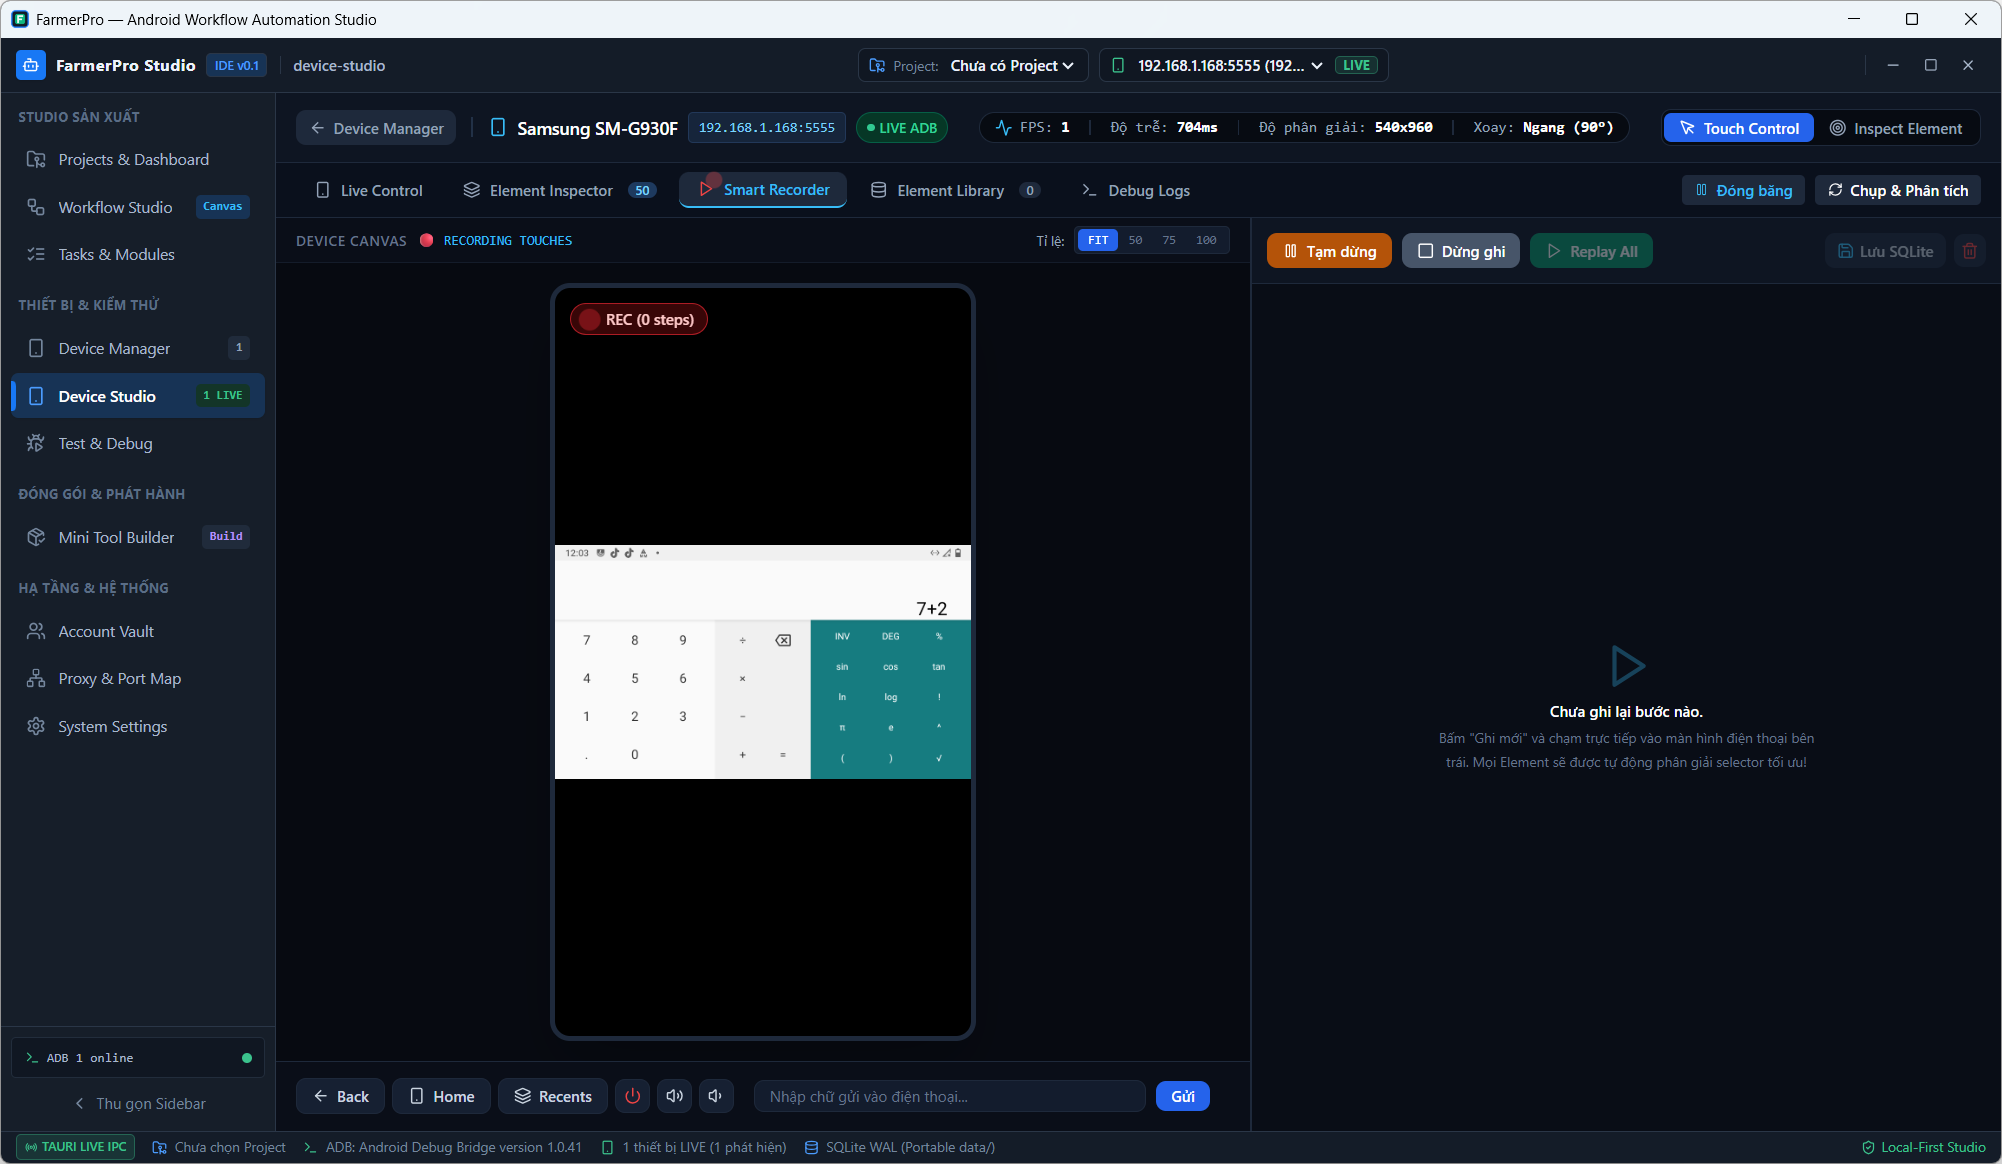 FarmerPro — Android Workflow Automation Studio
FarmerPro Studio IDE v0.1 device-studio
Project: Chưa có Project
192.168.1.168:5555 (192... LIVE
STUDIO SẢN XUẤT
Projects & Dashboard
Workflow Studio Canvas
Tasks & Modules
THIẾT BỊ & KIỂM THỬ
Device Manager 1
Device Studio 1 LIVE
Test & Debug
ĐÓNG GÓI & PHÁT HÀNH
Mini Tool Builder Build
HẠ TẦNG & HỆ THỐNG
Account Vault
Proxy & Port Map
System Settings
ADB 1 online
Thu gọn Sidebar
Device Manager
Samsung SM-G930F 192.168.1.168:5555 LIVE ADB
FPS: 1 Độ trễ: 704ms Độ phân giải: 540x960 Xoay: Ngang (90º)
Touch Control Inspect Element
Live Control Element Inspector 50 Smart Recorder Element Library 0 Debug Logs
Đóng băng Chụp & Phân tích
DEVICE CANVAS RECORDING TOUCHES
Tỉ lệ: FIT 50 75 100
REC (0 steps)
12:03
7+2
7 8 9 ÷ INV DEG %
sin cos tan
4 5 6 ×
ln log !
1 2 3 −
π e ^
. 0 + =
( ) √
Back Home Recents
Nhập chữ gửi vào điện thoại...
Gửi
Tạm dừng Dừng ghi Replay All Lưu SQLite
Chưa ghi lại bước nào.
Bấm "Ghi mới" và chạm trực tiếp vào màn hình điện thoại bên
trái. Mọi Element sẽ được tự động phân giải selector tối ưu!
TAURI LIVE IPC Chưa chọn Project ADB: Android Debug Bridge version 1.0.41 1 thiết bị LIVE (1 phát hiện) SQLite WAL (Portable data/) Local-First Studio